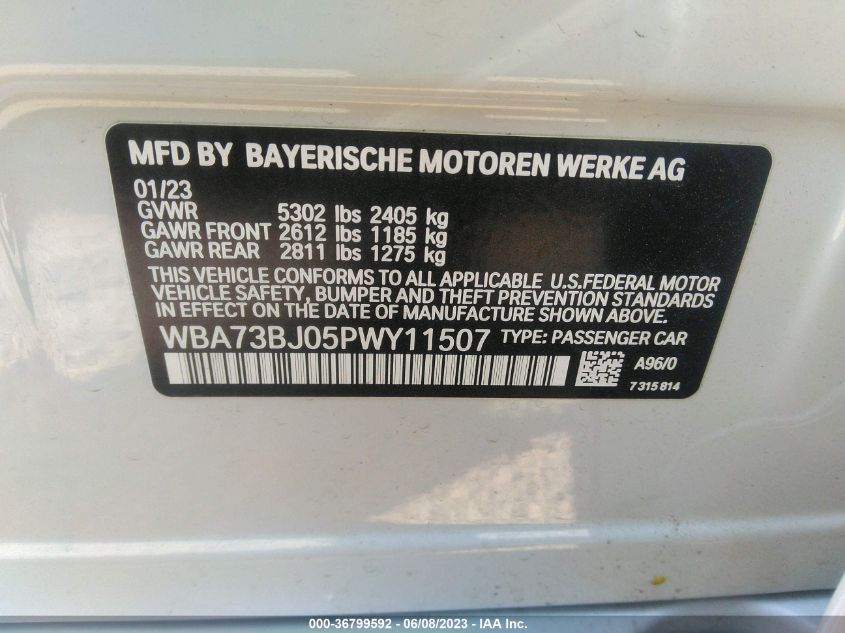 MFD BY BAYERISCHE MOTOREN WERKE AG
01/23
GVWR 5302 lbs 2405 kg
GAWR FRONT 2612 lbs 1185 kg
GAWR REAR 2811 lbs 1275 kg
THIS VEHICLE CONFORMS TO ALL APPLICABLE U.S.FEDERAL MOTOR
VEHICLE SAFETY, BUMPER AND THEFT PREVENTION STANDARDS
IN EFFECT ON THE DATE OF MANUFACTURE SHOWN ABOVE.
WBA73BJ05PWY11507 TYPE: PASSENGER CAR
A96/0
7315814
000-36799592 - 06/08/2023 - IAA Inc.